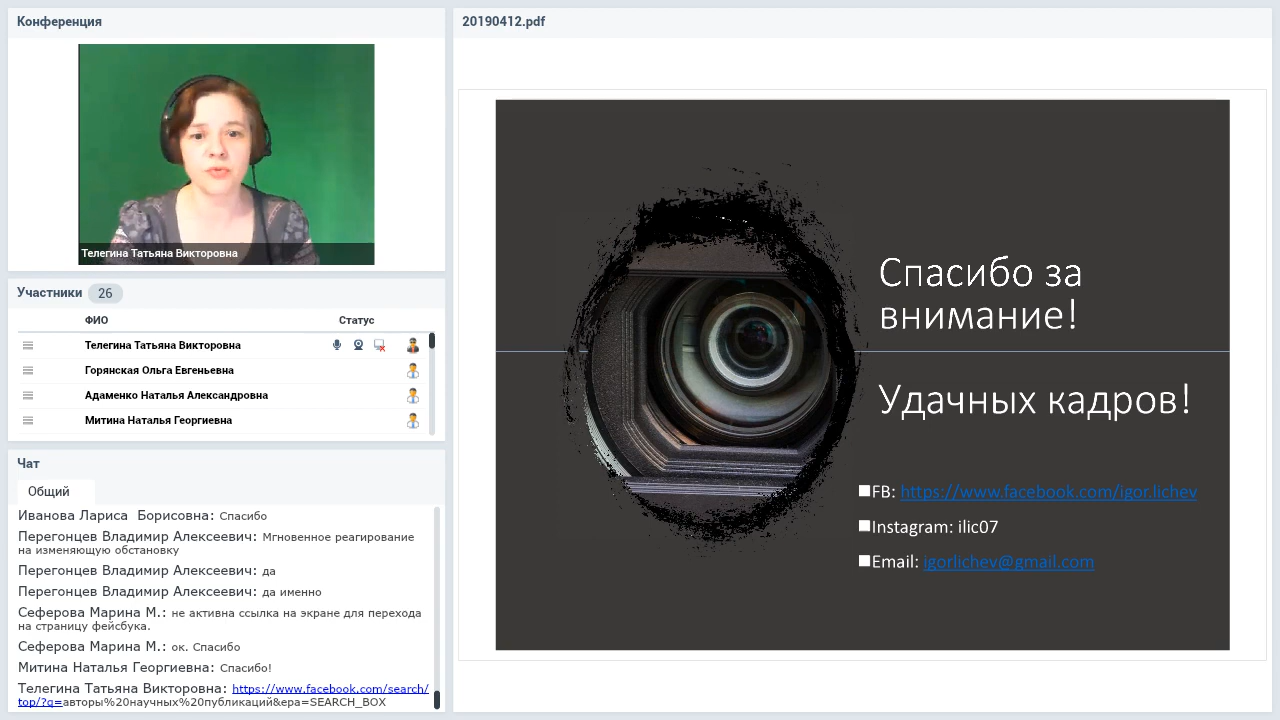 Конференция
Телегина Татьяна Викторовна
Участники 26
ФИО Статус
Телегина Татьяна Викторовна
Горянская Ольга Евгеньевна
Адаменко Наталья Александровна
Митина Наталья Георгиевна
Чат
Общий
Иванова Лариса  Борисовна: Спасибо
Перегонцев Владимир Алексеевич: Мгновенное реагирование
на изменяющую обстановку
Перегонцев Владимир Алексеевич: да
Перегонцев Владимир Алексеевич: да именно
Сеферова Марина М.: не активна ссылка на экране для перехода
на страницу фейсбука.
Сеферова Марина М.: ок. Спасибо
Митина Наталья Георгиевна: Спасибо!
Телегина Татьяна Викторовна: https://www.facebook.com/search/
top/?q=авторы%20научных%20публикаций&epa=SEARCH_BOX
20190412.pdf
Спасибо за
внимание!
Удачных кадров!
FB: https://www.facebook.com/igor.lichev
Instagram: ilic07
Email: igorlichev@gmail.com